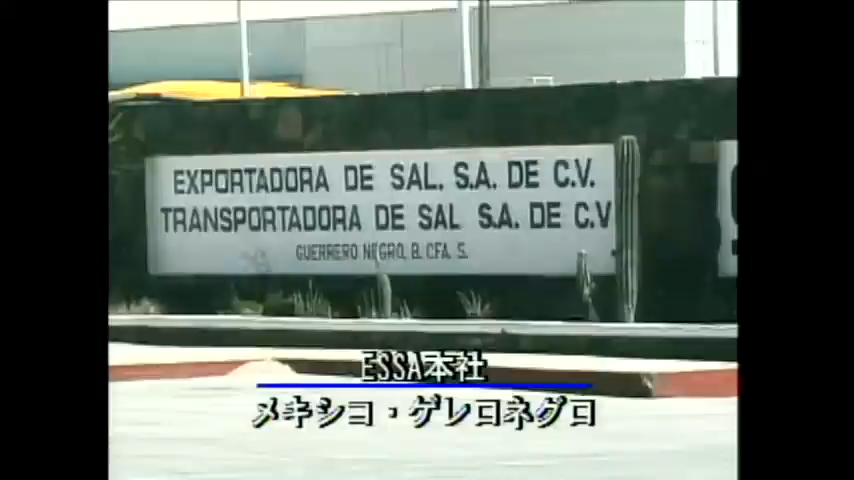 EXPORTADORA DE SAL. S.A. DE C.V.
TRANSPORTADORA DE SAL S.A. DE C.V
GUERRERO NEGRO, B. CFA. S.
ESSA本社
メキシコ・ゲレロネグロ